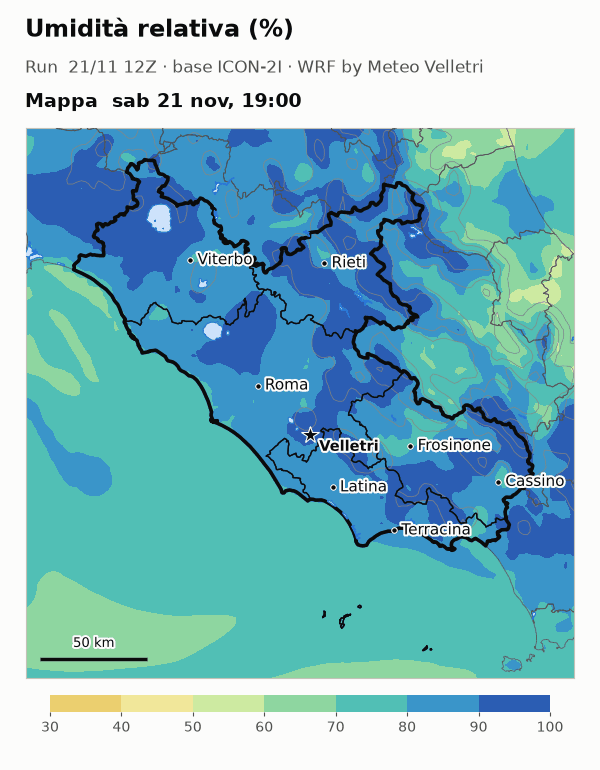 Umidità relativa (%)
Run 21/11 12Z · base ICON-2I · WRF by Meteo Velletri
Mappa sab 21 nov, 19:00
Viterbo
Rieti
Roma
Velletri
Frosinone
Cassino
Latina
Terracina
50 km
30 40 50 60 70 80 90 100